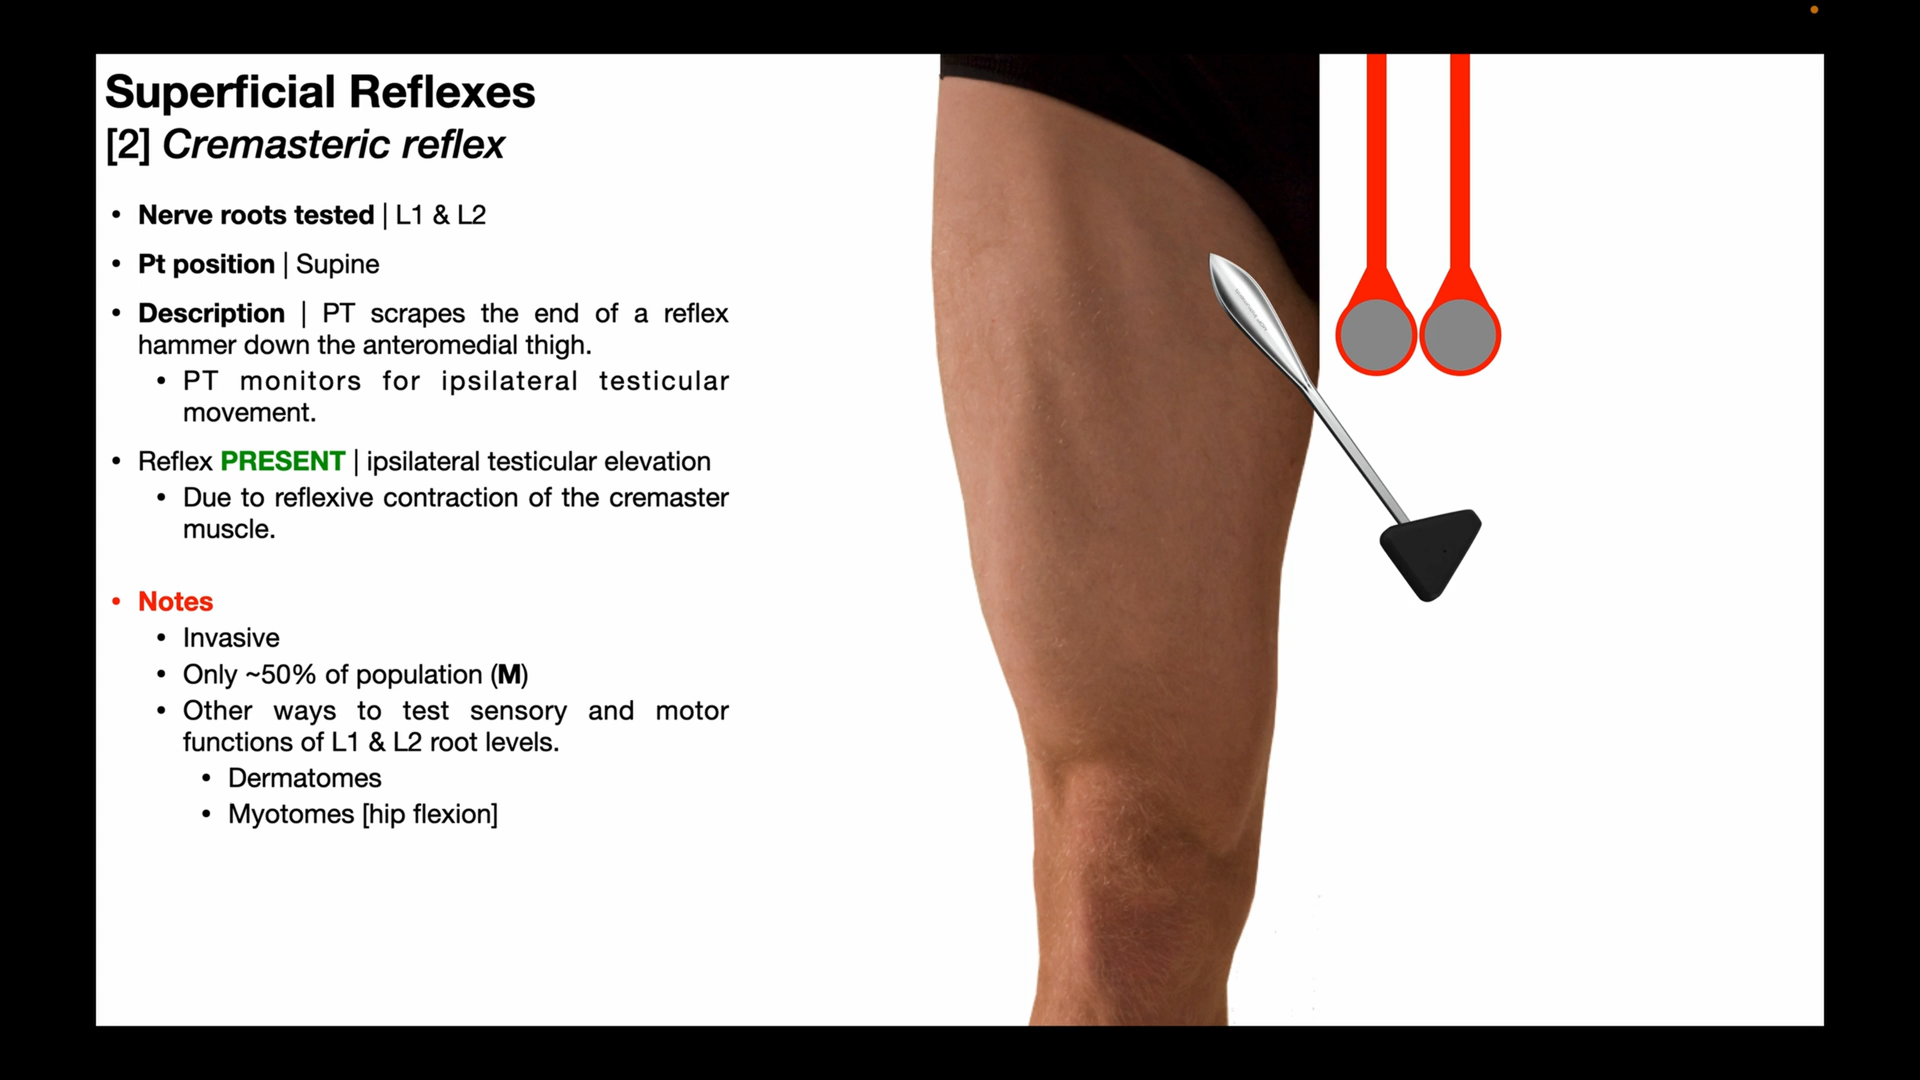 Superficial Reflexes
[2] Cremasteric reflex
• Nerve roots tested | L1 & L2
• Pt position | Supine
• Description | PT scrapes the end of a reflex
hammer down the anteromedial thigh.
• PT monitors for ipsilateral testicular
movement.
• Reflex PRESENT | ipsilateral testicular elevation
• Due to reflexive contraction of the cremaster
muscle.
• Notes
• Invasive
• Only ~50% of population (M)
• Other ways to test sensory and motor
functions of L1 & L2 root levels.
• Dermatomes
• Myotomes [hip flexion]